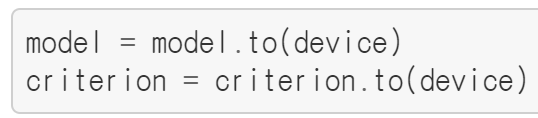 model = model.to(device)
criterion = criterion.to(device)